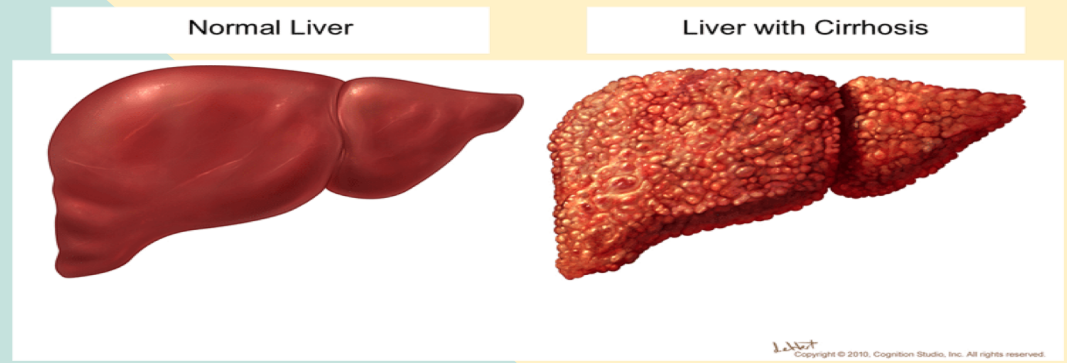 Normal Liver
Liver with Cirrhosis
Copyright © 2010, Cognition Studio, Inc. All rights reserved.